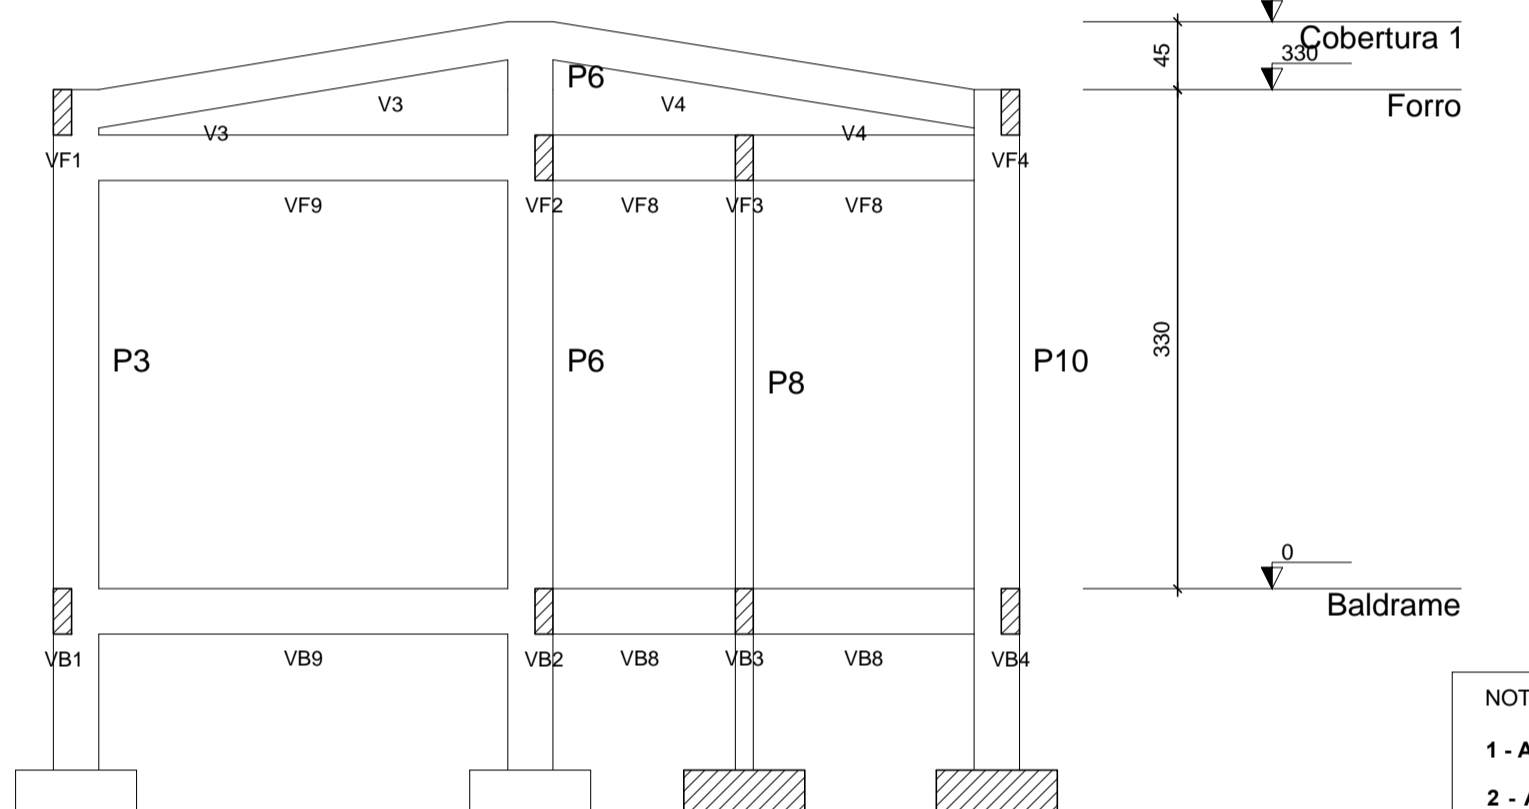 Cobertura 1
45
330
P6
Forro
V3
V4
V3
V4
VF1
VF4
VF9
VF2
VF8
VF3
VF8
330
P3
P6
P8
P10
0
Baldrame
VB1
VB9
VB2
VB8
VB3
VB8
VB4
NOT
1 - A
2 - A